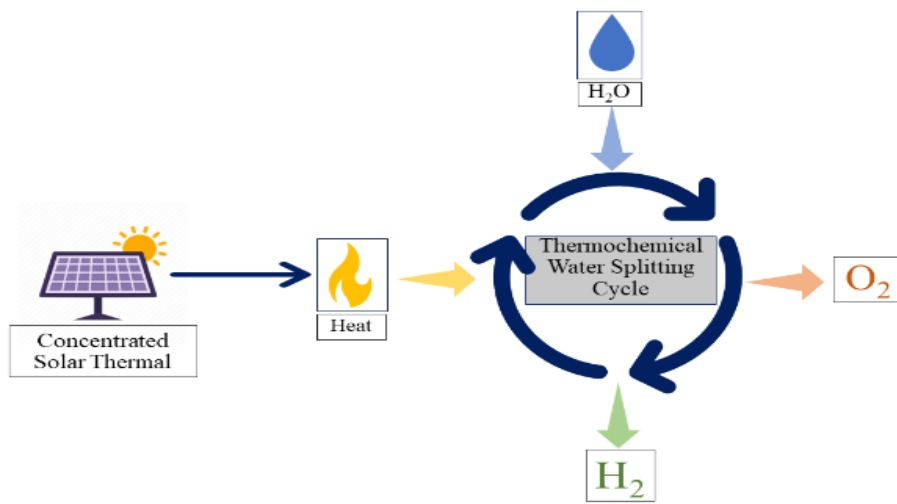 H₂O
Thermochemical
Water Splitting
Cycle
Concentrated
Solar Thermal
Heat
O₂
H₂